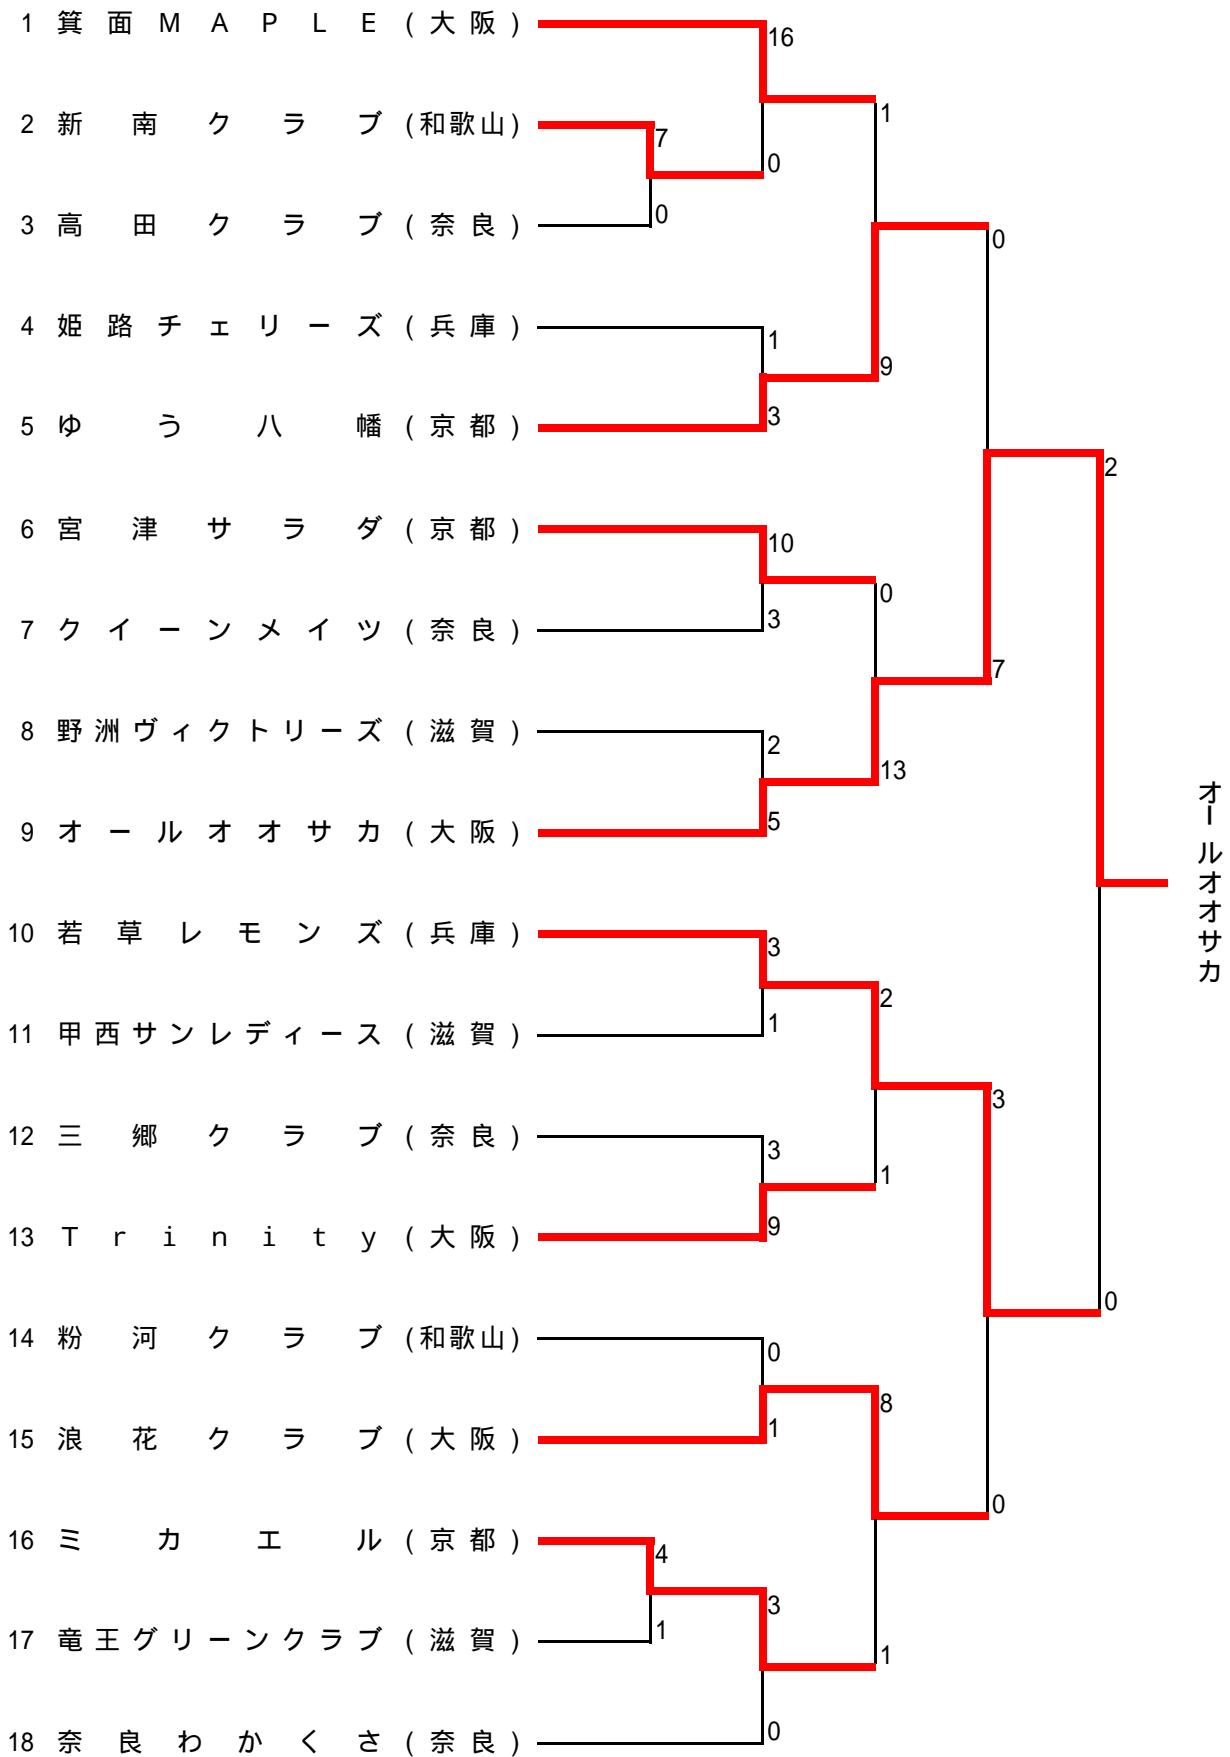 1 箕面ＭＡＰＬＥ(大阪)
16
2 新南クラブ(和歌山)
1
7
0
3 高田クラブ(奈良)
0
0
4 姫路チェリーズ(兵庫)
1
9
5 ゆう八幡(京都)
3
2
6 宮津サラダ(京都)
10
0
7 クイーンメイツ(奈良)
3
7
8 野洲ヴィクトリーズ(滋賀)
2
13
9 オールオオサカ(大阪)
5
オールオオサカ
10 若草レモンズ(兵庫)
3
2
11 甲西サンレディース(滋賀)
1
3
12 三郷クラブ(奈良)
3
1
13 Ｔｒｉｎｉｔｙ(大阪)
9
0
14 粉河クラブ(和歌山)
0
8
15 浪花クラブ(大阪)
1
0
16 ミカエル(京都)
4
3
17 竜王グリーンクラブ(滋賀)
1
1
18 奈良わかくさ(奈良)
0